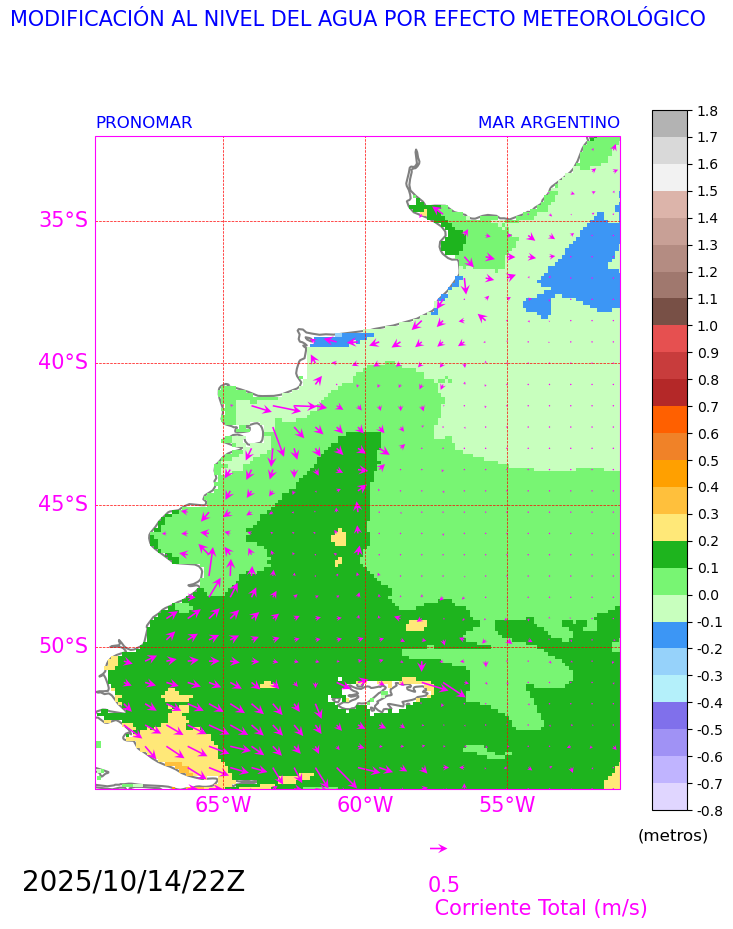 MODIFICACIÓN AL NIVEL DEL AGUA POR EFECTO METEOROLÓGICO
PRONOMAR
MAR ARGENTINO
35°S
40°S
45°S
50°S
65°W
60°W
55°W
1.8
1.7
1.6
1.5
1.4
1.3
1.2
1.1
1.0
0.9
0.8
0.7
0.6
0.5
0.4
0.3
0.2
0.1
0.0
-0.1
-0.2
-0.3
-0.4
-0.5
-0.6
-0.7
-0.8
(metros)
2025/10/14/22Z
0.5
Corriente Total (m/s)